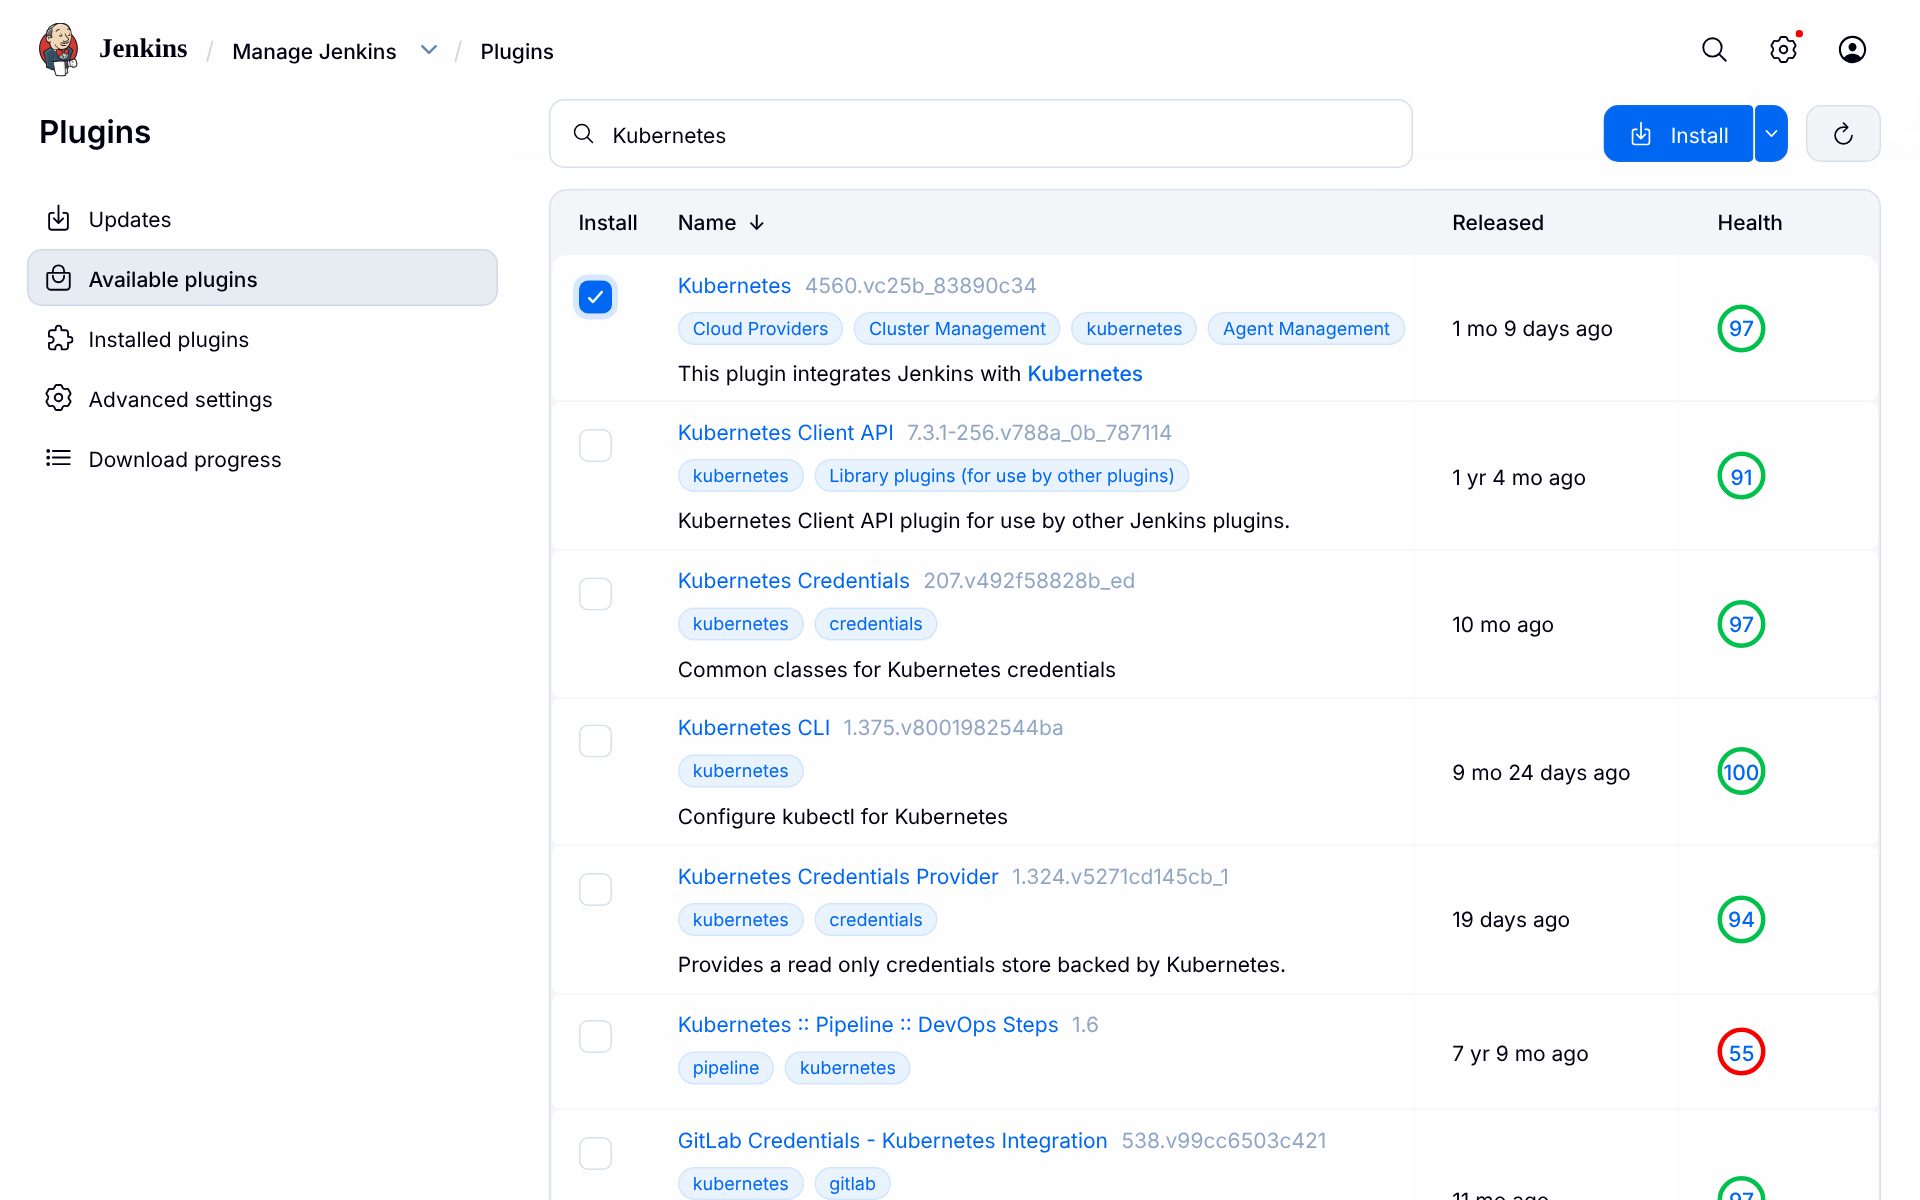 Jenkins / Manage Jenkins / Plugins
Plugins
Updates
Available plugins
Installed plugins
Advanced settings
Download progress
Kubernetes
Install
Install Name Released Health
Kubernetes 4560.vc25b_83890c34
Cloud Providers Cluster Management kubernetes Agent Management
This plugin integrates Jenkins with Kubernetes
1 mo 9 days ago
97
Kubernetes Client API 7.3.1-256.v788a_0b_787114
kubernetes Library plugins (for use by other plugins)
Kubernetes Client API plugin for use by other Jenkins plugins.
1 yr 4 mo ago
91
Kubernetes Credentials 207.v492f58828b_ed
kubernetes credentials
Common classes for Kubernetes credentials
10 mo ago
97
Kubernetes CLI 1.375.v8001982544ba
kubernetes
Configure kubectl for Kubernetes
9 mo 24 days ago
100
Kubernetes Credentials Provider 1.324.v5271cd145cb_1
kubernetes credentials
Provides a read only credentials store backed by Kubernetes.
19 days ago
94
Kubernetes :: Pipeline :: DevOps Steps 1.6
pipeline kubernetes
7 yr 9 mo ago
55
GitLab Credentials - Kubernetes Integration 538.v99cc6503c421
kubernetes gitlab
11 mo ago
97